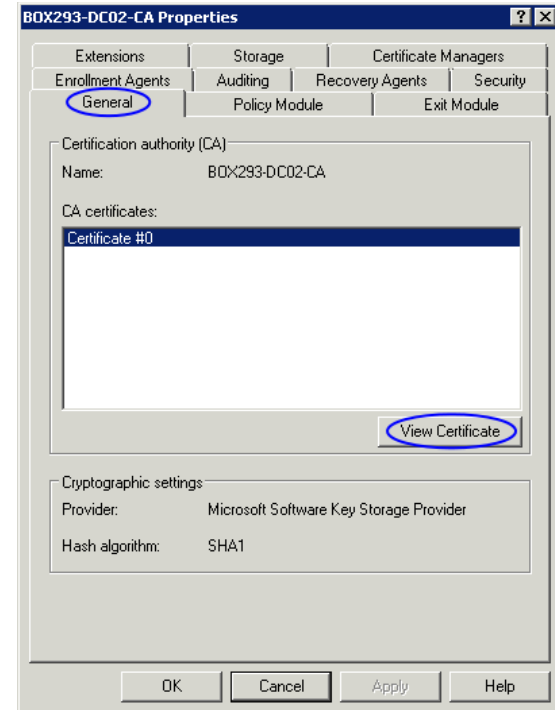 BOX293-DC02-CA Properties
Extensions Storage Certificate Managers
Enrollment Agents Auditing Recovery Agents Security
General Policy Module Exit Module
Certification authority (CA)
Name: BOX293-DC02-CA
CA certificates:
Certificate #0
View Certificate
Cryptographic settings
Provider: Microsoft Software Key Storage Provider
Hash algorithm: SHA1
OK Cancel Apply Help